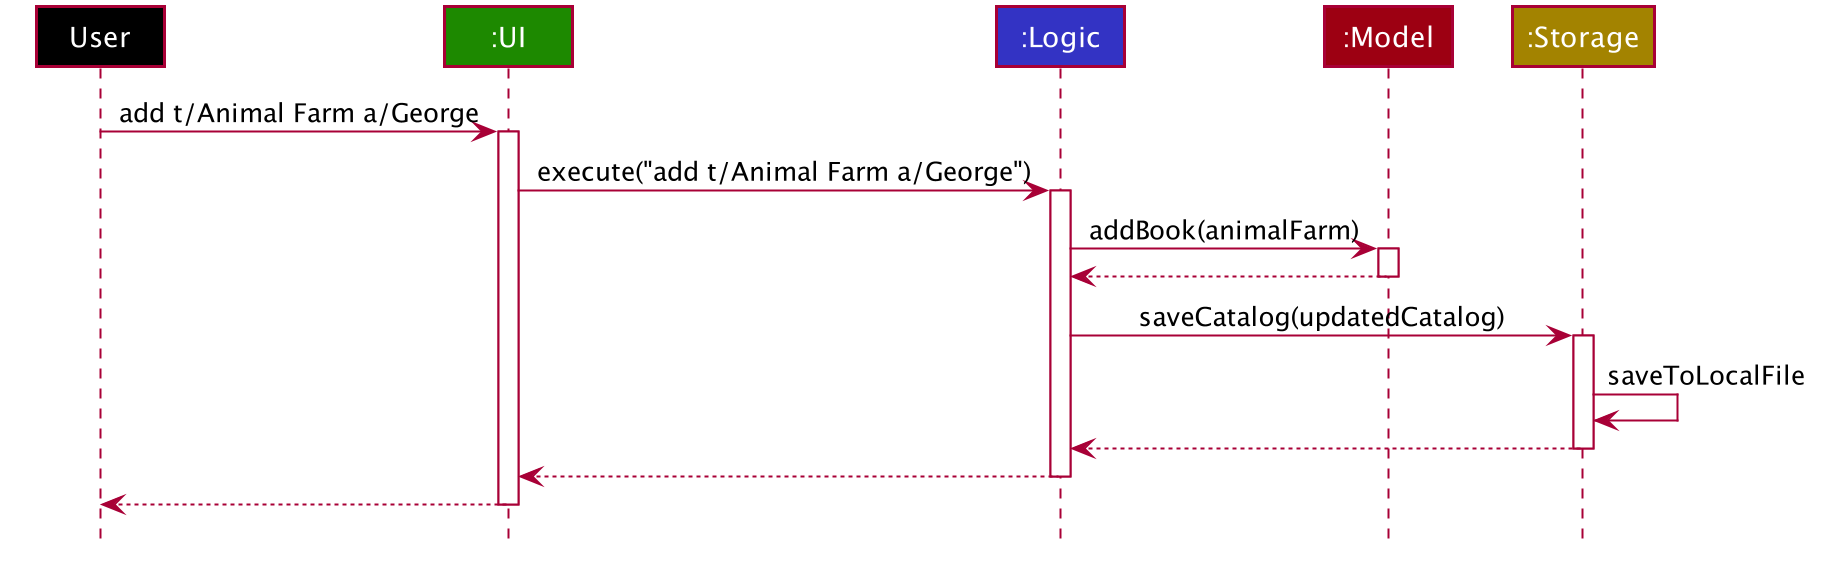 User
:UI
:Logic
:Model
:Storage
add t/Animal Farm a/George
execute("add t/Animal Farm a/George")
addBook(animalFarm)
saveCatalog(updatedCatalog)
saveToLocalFile